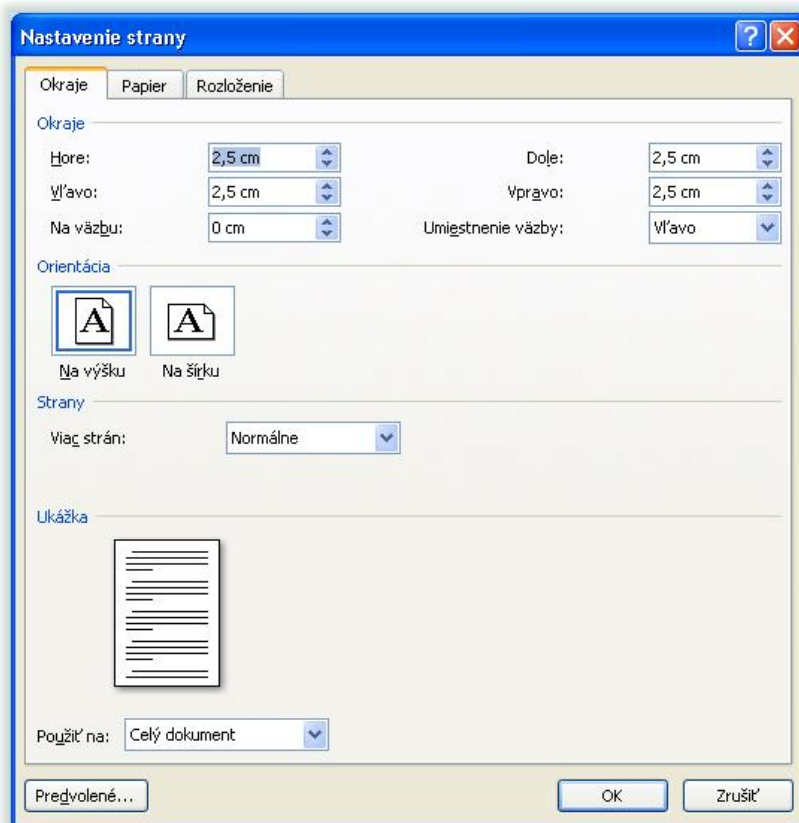 Nastavenie strany
Okraje Papier Rozloženie
Okraje
Hore: 2,5 cm Dole: 2,5 cm
Vľavo: 2,5 cm Vpravo: 2,5 cm
Na väzbu: 0 cm Umiestnenie väzby: Vľavo
Orientácia
A A
Na výšku Na šírku
Strany
Viac strán: Normálne
Ukážka
Použiť na: Celý dokument
Predvolené... OK Zrušiť